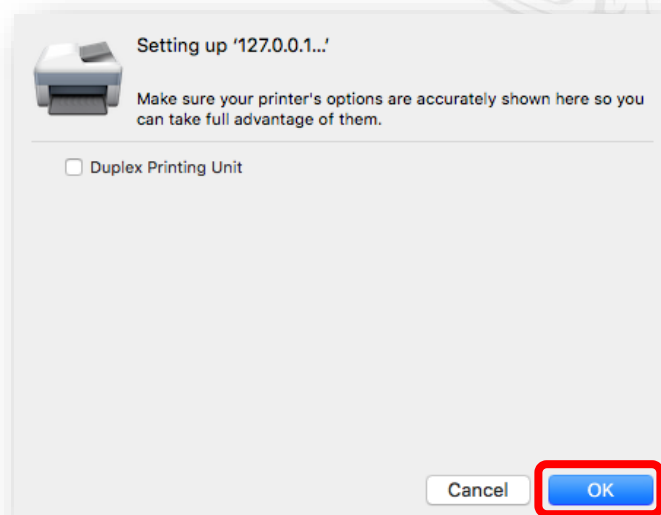 Setting up '127.0.0.1...'
Make sure your printer's options are accurately shown here so you
can take full advantage of them.
Duplex Printing Unit
Cancel
OK